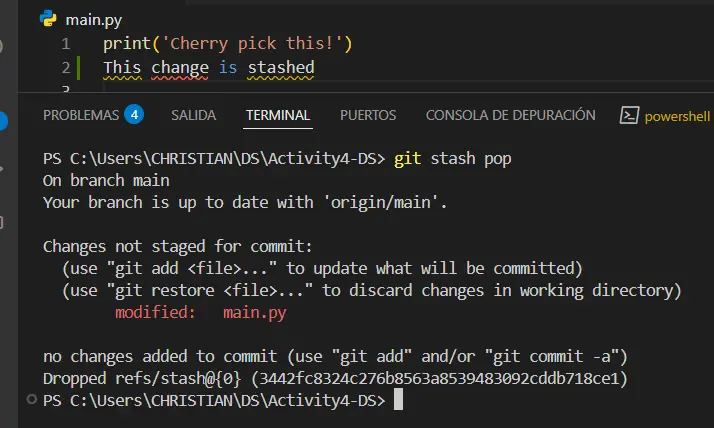 main.py
1 print('Cherry pick this!')
2 This change is stashed
3
PROBLEMAS 4 SALIDA TERMINAL PUERTOS CONSOLA DE DEPURACIÓN powershell
PS C:\Users\CHRISTIAN\DS\Activity4-DS> git stash pop
On branch main
Your branch is up to date with 'origin/main'.
Changes not staged for commit:
(use "git add <file>..." to update what will be committed)
(use "git restore <file>..." to discard changes in working directory)
modified: main.py
no changes added to commit (use "git add" and/or "git commit -a")
Dropped refs/stash@{0} (3442fc8324c276b8563a8539483092cddb718ce1)
PS C:\Users\CHRISTIAN\DS\Activity4-DS>